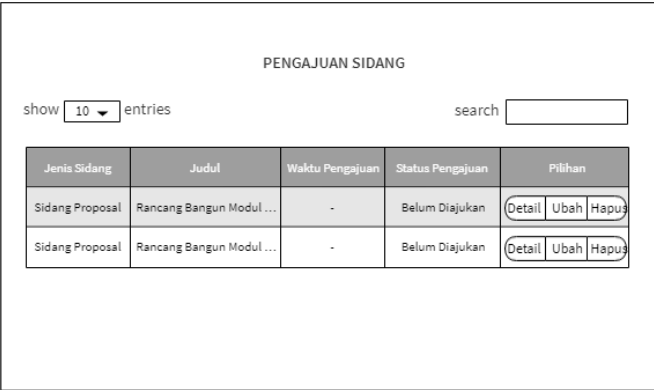 PENGAJUAN SIDANG
show 10 entries search
Jenis Sidang Judul Waktu Pengajuan Status Pengajuan Pilihan
Sidang Proposal Rancang Bangun Modul ... - Belum Diajukan Detail Ubah Hapus
Sidang Proposal Rancang Bangun Modul ... - Belum Diajukan Detail Ubah Hapus